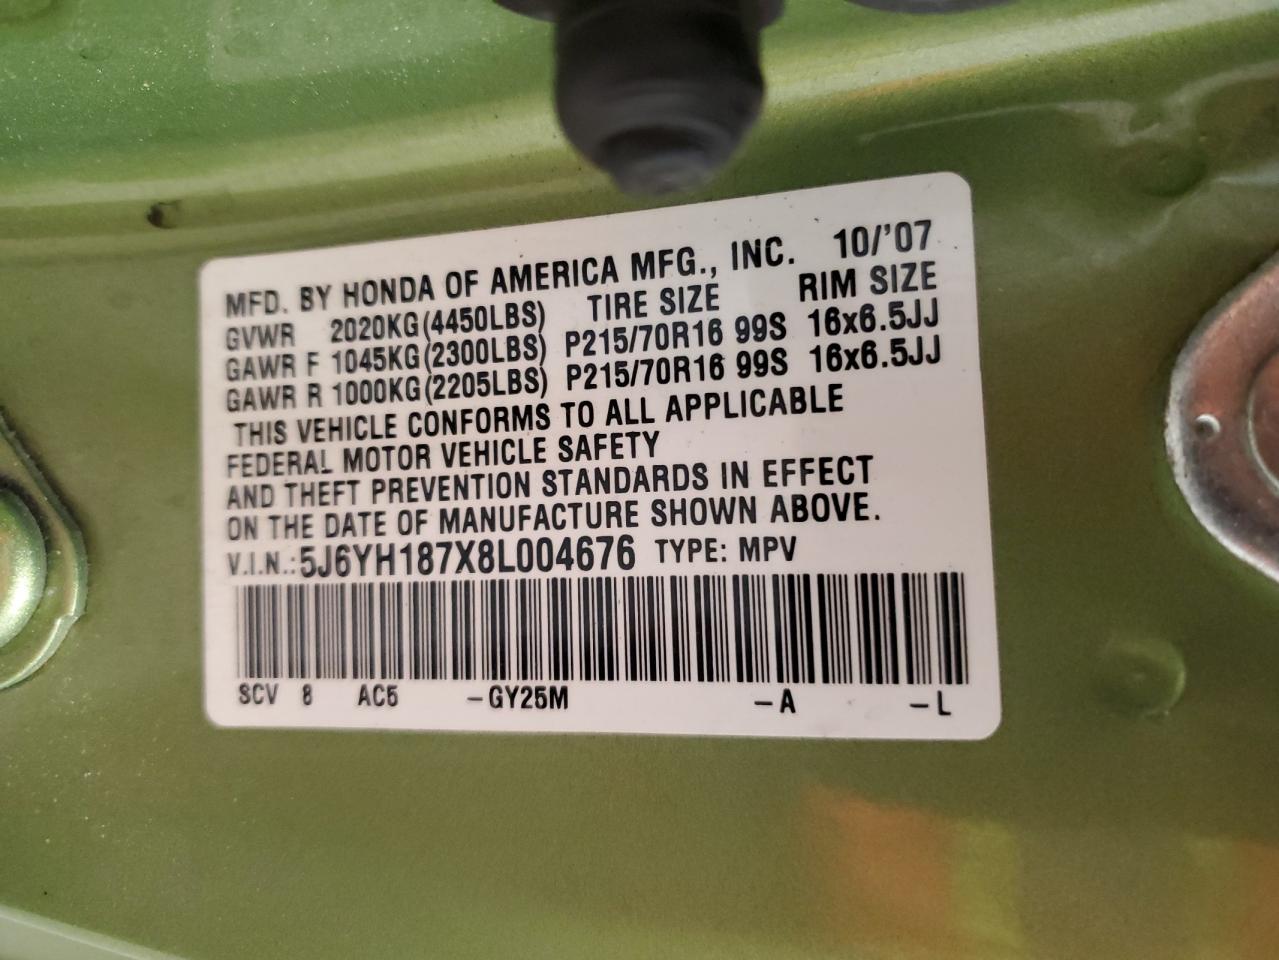 MFD. BY HONDA OF AMERICA MFG., INC. 10/'07
GVWR 2020KG(4450LBS) TIRE SIZE RIM SIZE
GAWR F 1045KG(2300LBS) P215/70R16 99S 16x6.5JJ
GAWR R 1000KG(2205LBS) P215/70R16 99S 16x6.5JJ
THIS VEHICLE CONFORMS TO ALL APPLICABLE
FEDERAL MOTOR VEHICLE SAFETY
AND THEFT PREVENTION STANDARDS IN EFFECT
ON THE DATE OF MANUFACTURE SHOWN ABOVE.
V.I.N.:5J6YH187X8L004676 TYPE: MPV
SCV 8 AC5 -GY25M -A -L